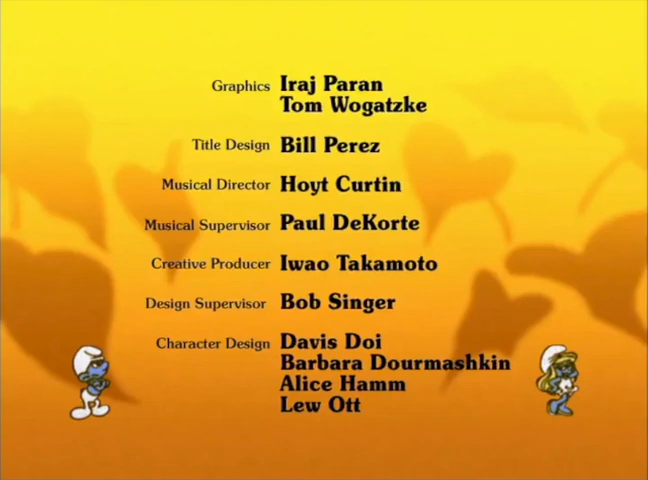 Graphics Iraj Paran
Tom Wogatzke
Title Design Bill Perez
Musical Director Hoyt Curtin
Musical Supervisor Paul DeKorte
Creative Producer Iwao Takamoto
Design Supervisor Bob Singer
Character Design Davis Doi
Barbara Dourmashkin
Alice Hamm
Lew Ott